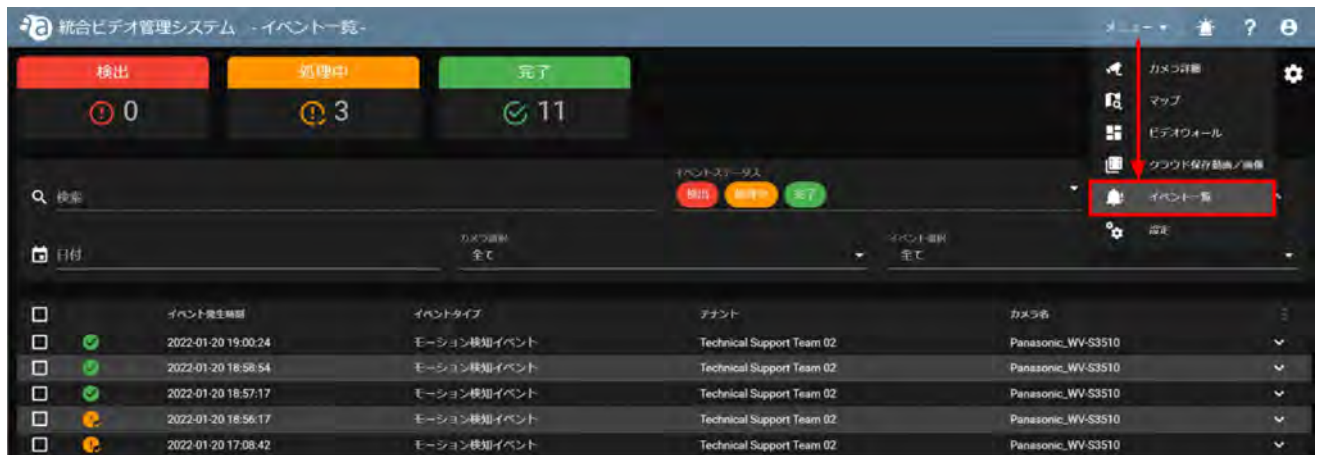 a 統合ビデオ管理システム - イベント一覧 -
メニュー
?
検出
処理中
完了
0
3
11
カメラ詳細
マップ
ビデオウォール
クラウド保存動画／画像
イベント一覧
設定
検索
イベントステータス
検出 処理中 完了
日付
カメラ選択
全て
イベント選択
全て
イベント発生時刻 イベントタイプ テナント カメラ名
2022-01-20 19:00:24 モーション検知イベント Technical Support Team 02 Panasonic_WV-S3510
2022-01-20 18:58:54 モーション検知イベント Technical Support Team 02 Panasonic_WV-S3510
2022-01-20 18:57:17 モーション検知イベント Technical Support Team 02 Panasonic_WV-S3510
2022-01-20 18:56:17 モーション検知イベント Technical Support Team 02 Panasonic_WV-S3510
2022-01-20 17:08:42 モーション検知イベント Technical Support Team 02 Panasonic_WV-S3510